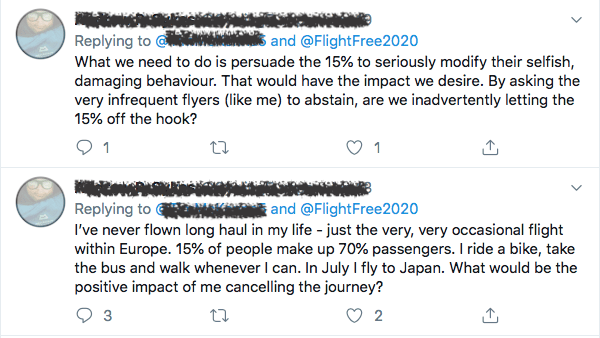 Replying to @ and @FlightFree2020
What we need to do is persuade the 15% to seriously modify their selfish,
damaging behaviour. That would have the impact we desire. By asking the
very infrequent flyers (like me) to abstain, are we inadvertently letting the
15% off the hook?
1 1
Replying to @ and @FlightFree2020
I've never flown long haul in my life - just the very, very occasional flight
within Europe. 15% of people make up 70% passengers. I ride a bike, take
the bus and walk whenever I can. In July I fly to Japan. What would be the
positive impact of me cancelling the journey?
3 2